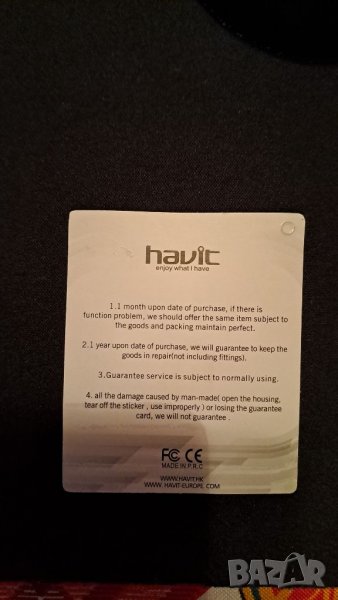 havit
enjoy what I have
1.1 month upon date of purchase, if there is
function problem, we should offer the same item subject to
the goods and packing maintain perfect.
2.1 year upon date of purchase, we will guarantee to keep the
goods in repair(not including fittings).
3.Guarantee service is subject to normally using.
4. all the damage caused by man-made( open the housing,
tear off the sticker , use improperly ) or losing the guarantee
card, we will not guarantee .
FC CE
MADE IN P.R.C
WWW.HAVIT.HK
WWW. HAVIT-EUROPE .COM
BAZAR